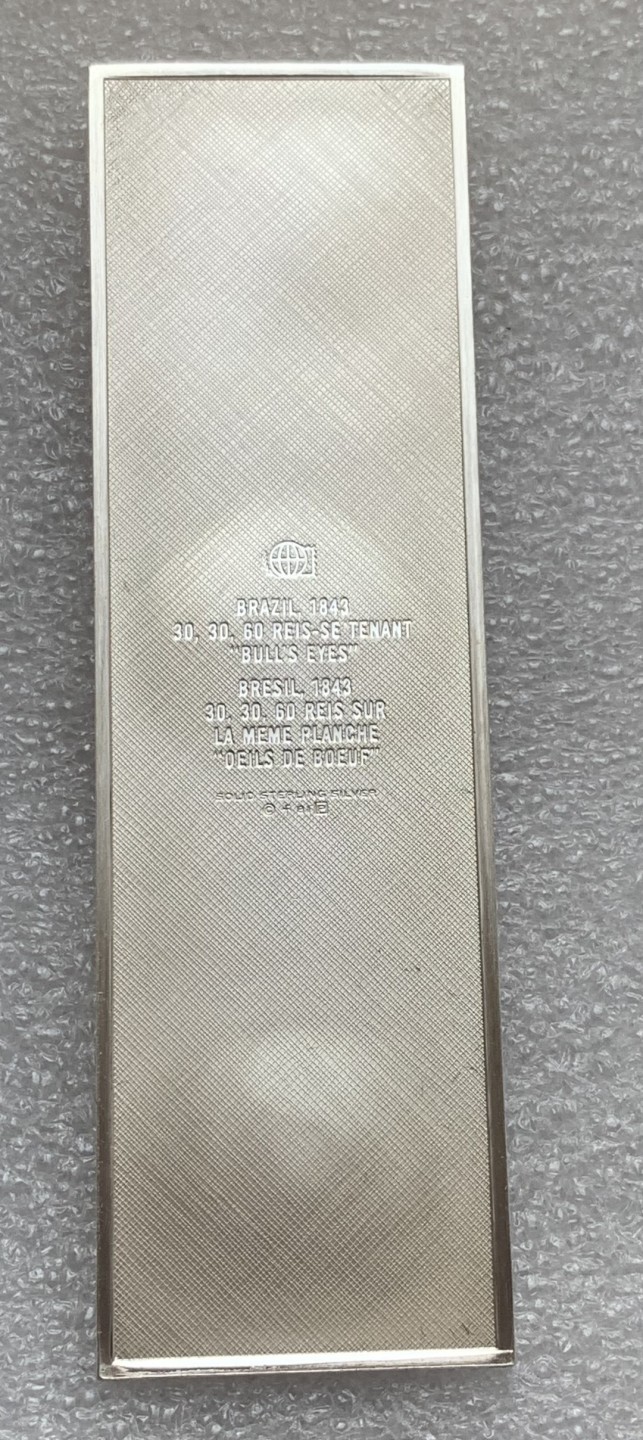 BRAZIL, 1843
30, 30, 60 REIS-SE TENANT
"BULL'S EYES"
BRESIL, 1843
30, 30, 60 REIS SUR
LA MEME PLANCHE
"OEILS DE BOEUF"
SOLID STERLING SILVER
©